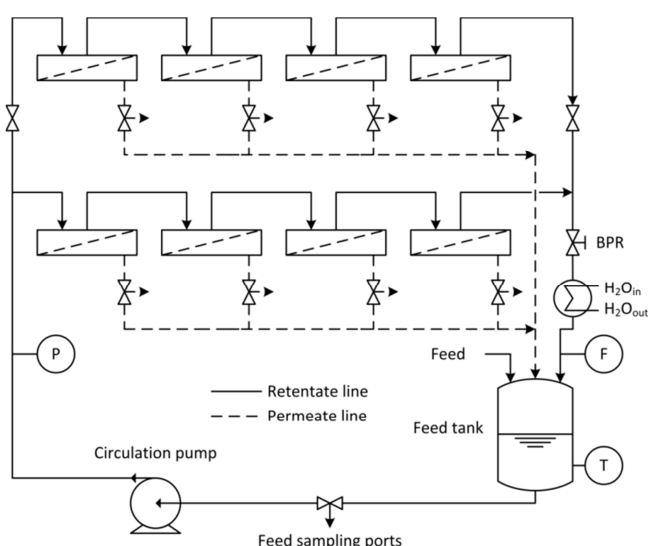 BPR
H₂Oᵢₙ
H₂Oₒᵤₜ
P
Feed
F
Retentate line
Permeate line
Feed tank
Circulation pump
T
Feed sampling ports